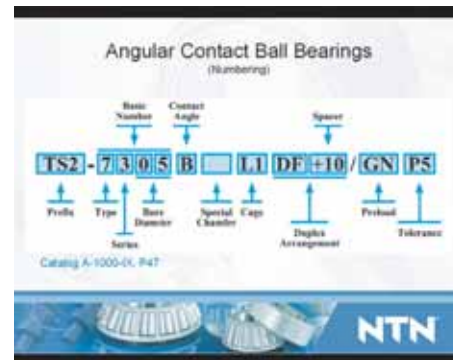 Angular Contact Ball Bearings
(Numbering)
Basic Number
Contact Angle
Spacer
TS2 - 7 3 0 5 B L1 DF +10 / GN P5
Prefix
Type
Series
Bore Diameter
Special Chamfer
Cage
Duplex Arrangement
Preload
Tolerance
Catalog A-1000-IX, P47
NTN